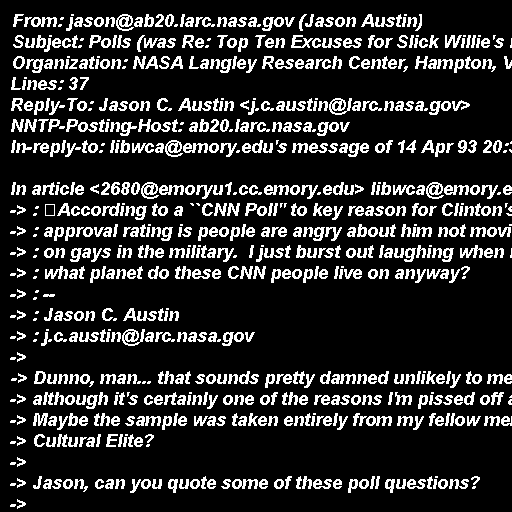 From: jason@ab20.larc.nasa.gov (Jason Austin)
Subject: Polls (was Re: Top Ten Excuses for Slick Willie's
Organization: NASA Langley Research Center, Hampton, V
Lines: 37
Reply-To: Jason C. Austin <j.c.austin@larc.nasa.gov>
NNTP-Posting-Host: ab20.larc.nasa.gov
In-reply-to: libwca@emory.edu's message of 14 Apr 93 20:3

In article <2680@emoryu1.cc.emory.edu> libwca@emory.e
-> : According to a ``CNN Poll'' to key reason for Clinton's
-> : approval rating is people are angry about him not movi
-> : on gays in the military.  I just burst out laughing when
-> : what planet do these CNN people live on anyway?
-> : --
-> : Jason C. Austin
-> : j.c.austin@larc.nasa.gov
->
-> Dunno, man... that sounds pretty damned unlikely to me
-> although it's certainly one of the reasons I'm pissed off a
-> Maybe the sample was taken entirely from my fellow me
-> Cultural Elite?
->
-> Jason, can you quote some of these poll questions?
->